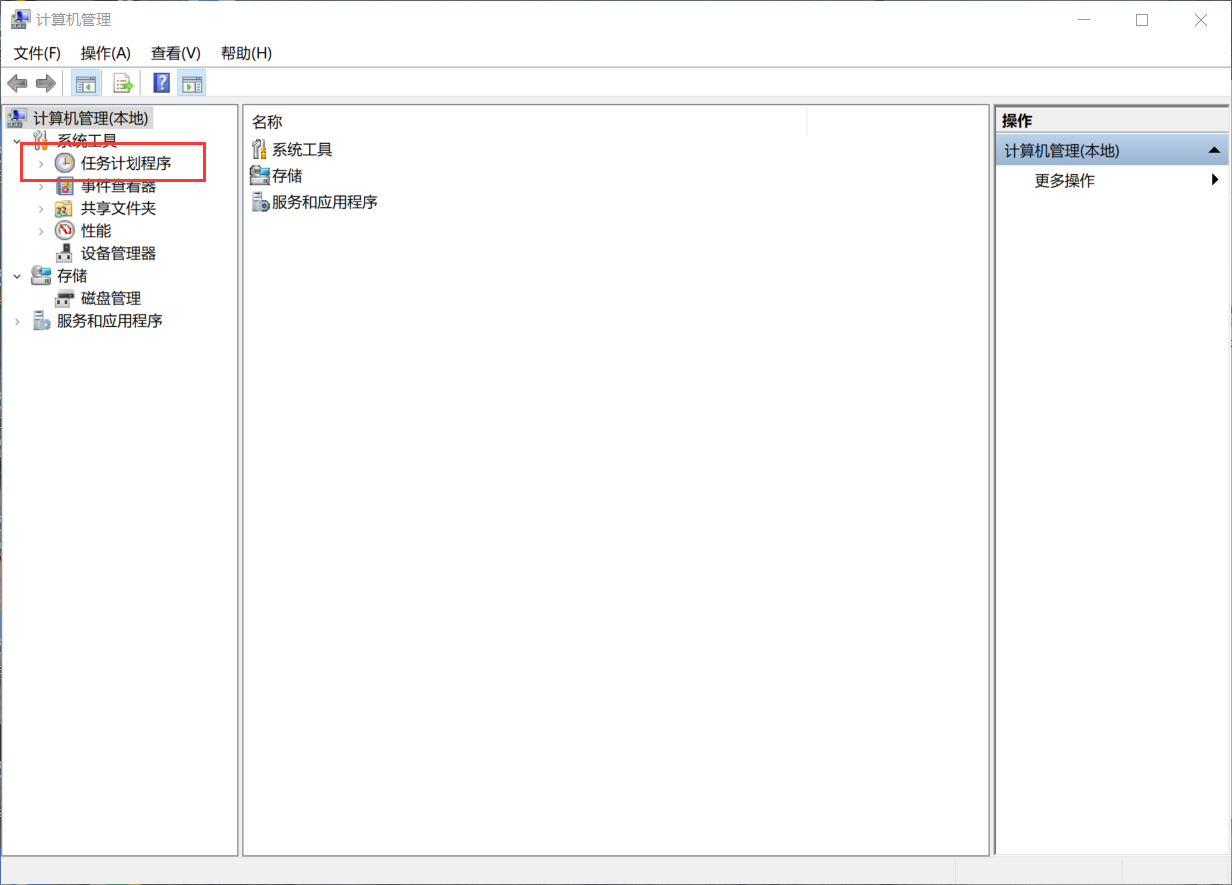 计算机管理
文件(F) 操作(A) 查看(V) 帮助(H)
计算机管理(本地)
系统工具
任务计划程序
事件查看器
共享文件夹
性能
设备管理器
存储
磁盘管理
服务和应用程序
名称
系统工具
存储
服务和应用程序
操作
计算机管理(本地)
更多操作